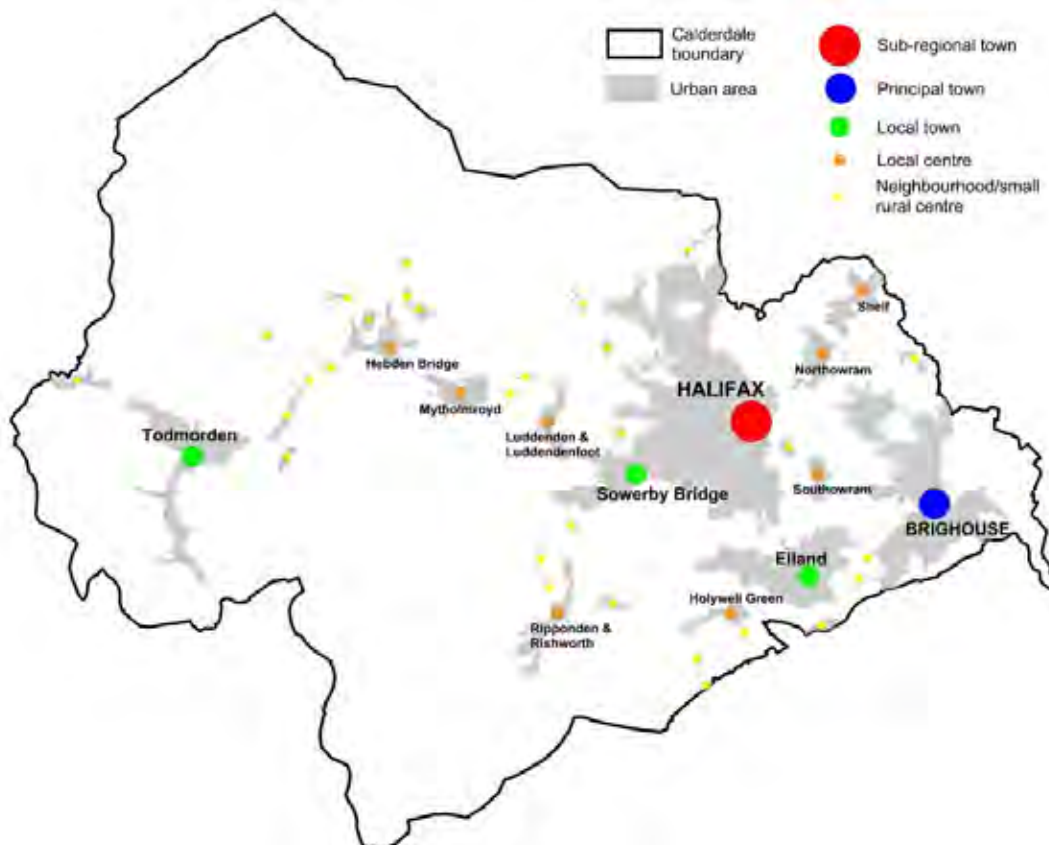 Calderdale
boundary
Urban area
Sub-regional town
Principal town
Local town
Local centre
Neighbourhood/small
rural centre
Shelf
Northowram
Hebden Bridge
Mytholmroyd
HALIFAX
Luddenden &
Luddendenfoot
Todmorden
Sowerby Bridge
Southowram
BRIGHOUSE
Elland
Holywell Green
Ripponden &
Rishworth